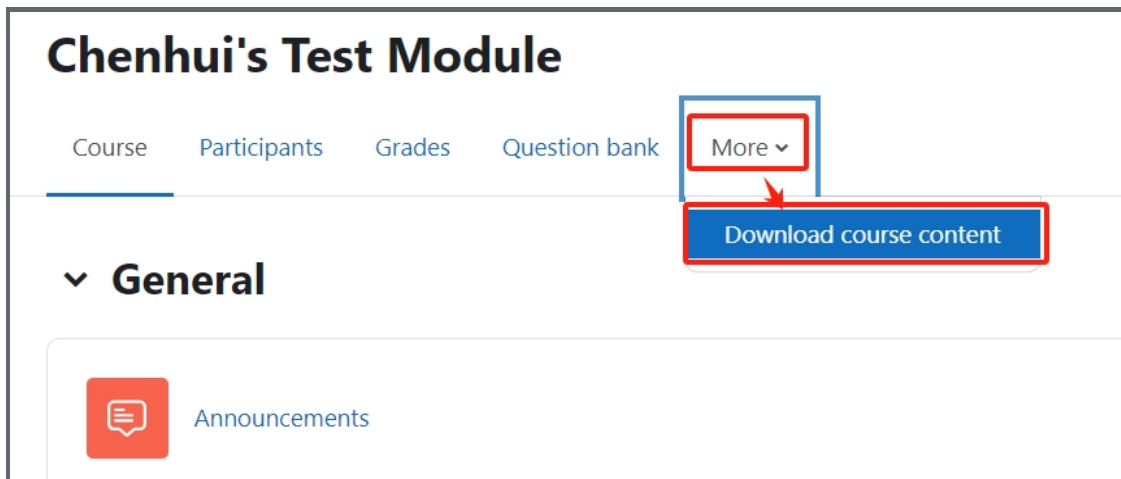 Chenhui's Test Module
Course Participants Grades Question bank More
Download course content
General
Announcements